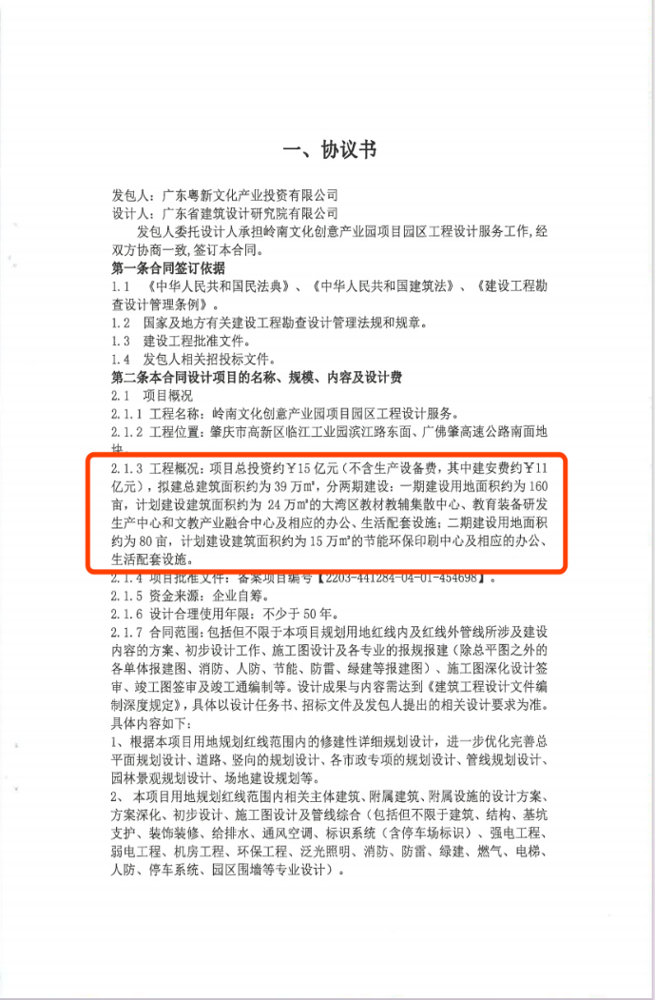 一、协议书
发包人：广东粤新文化产业投资有限公司
设计人：广东省建筑设计研究院有限公司
发包人委托设计人承担岭南文化创意产业园项目园区工程设计服务工作,经
双方协商一致,签订本合同。
第一条合同签订依据
1.1 《中华人民共和国民法典》、《中华人民共和国建筑法》、《建设工程勘
查设计管理条例》。
1.2 国家及地方有关建设工程勘查设计管理法规和规章。
1.3 建设工程批准文件。
1.4 发包人相关招投标文件。
第二条本合同设计项目的名称、规模、内容及设计费
2.1 项目概况
2.1.1 工程名称：岭南文化创意产业园项目园区工程设计服务。
2.1.2 工程位置：肇庆市高新区临江工业园滨江路东面、广佛肇高速公路南面地
块。
2.1.3 工程概况：项目总投资约￥15 亿元（不含生产设备费，其中建安费约￥11
亿元），拟建总建筑面积约为 39 万㎡，分两期建设：一期建设用地面积约为 160
亩，计划建设建筑面积约为 24 万㎡的大湾区教材教辅集散中心、教育装备研发
生产中心和文教产业融合中心及相应的办公、生活配套设施；二期建设用地面积
约为 80 亩，计划建设建筑面积约为 15 万㎡的节能环保印刷中心及相应的办公、
生活配套设施。
2.1.4 项目批准文件：备案项目编号【2203-441284-04-01-454698】。
2.1.5 资金来源：企业自筹。
2.1.6 设计合理使用年限：不少于 50 年。
2.1.7 合同范围：包括但不限于本项目规划用地红线内及红线外管线所涉及建设
内容的方案、初步设计工作、施工图设计及各专业的报规报建（除总平图之外的
各单体报建图、消防、人防、节能、防雷、绿建等报建图）、施工图深化设计签
审、竣工图签审及竣工通编制等。设计成果与内容需达到《建筑工程设计文件编
制深度规定》，具体以设计任务书、招标文件及发包人提出的相关设计要求为准。
具体内容如下：
1、根据本项目用地规划红线范围内的修建性详细规划设计，进一步优化完善总
平面规划设计、道路、竖向的规划设计、各市政专项的规划设计、管线规划设计、
园林景观规划设计、场地建设规划等。
2、 本项目用地规划红线范围内相关主体建筑、附属建筑、附属设施的设计方案、
方案深化、初步设计、施工图设计及管线综合（包括但不限于建筑、结构、基坑
支护、装饰装修、给排水、通风空调、标识系统（含停车场标识）、强电工程、
弱电工程、机房工程、环保工程、泛光照明、消防、防雷、绿建、燃气、电梯、
人防、停车系统、园区围墙等专业设计）。